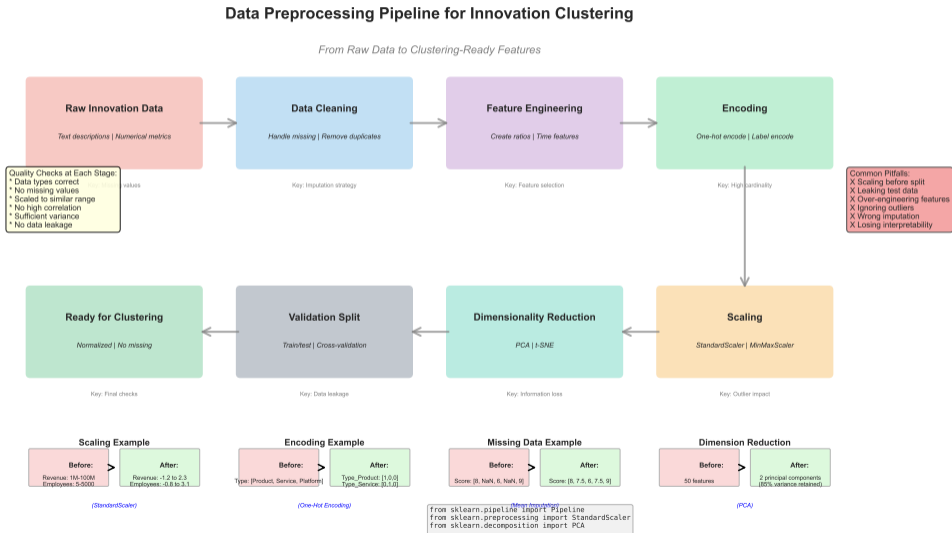 Data Preprocessing Pipeline for Innovation Clustering
From Raw Data to Clustering-Ready Features
Raw Innovation Data
Text descriptions | Numerical metrics
values
Data Cleaning
Handle missing | Remove duplicates
Key: Imputation strategy
Feature Engineering
Create ratios | Time features
Key: Feature selection
Encoding
One-hot encode | Label encode
Key: High cardinality
Quality Checks at Each Stage:
* Data types correct
* No missing values
* Scaled to similar range
* No high correlation
* Sufficient variance
* No data leakage
Common Pitfalls:
X Scaling before split
X Leaking test data
X Over-engineering features
X Ignoring outliers
X Wrong imputation
X Losing interpretability
Ready for Clustering
Normalized | No missing
Key: Final checks
Validation Split
Train/test | Cross-validation
Key: Data leakage
Dimensionality Reduction
PCA | t-SNE
Key: Information loss
Scaling
StandardScaler | MinMaxScaler
Key: Outlier impact
Scaling Example
Before:
Revenue: 1M-100M
Employees: 5-5000
>
After:
Revenue: -1.2 to 2.3
Employees: -0.8 to 3.1
(StandardScaler)
Encoding Example
Before:
Type: [Product, Service, Platform]
>
After:
Type_Product: [1,0,0]
Type_Service: [0,1,0]
(One-Hot Encoding)
Missing Data Example
Before:
Score: [8, NaN, 6, NaN, 9]
>
After:
Score: [8, 7.5, 6, 7.5, 9]
(Mean Imputation)
Dimension Reduction
Before:
50 features
>
After:
2 principal components
(85% variance retained)
(PCA)
from sklearn.pipeline import Pipeline
from sklearn.preprocessing import StandardScaler
from sklearn.decomposition import PCA